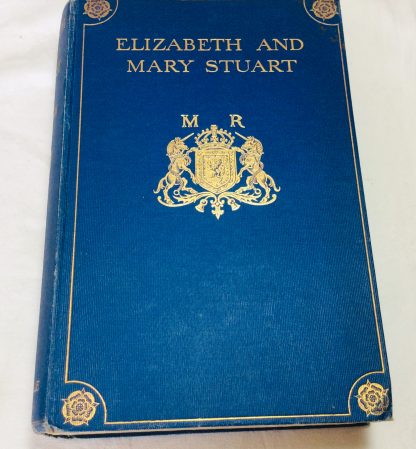 ELIZABETH AND
MARY STUART
M R